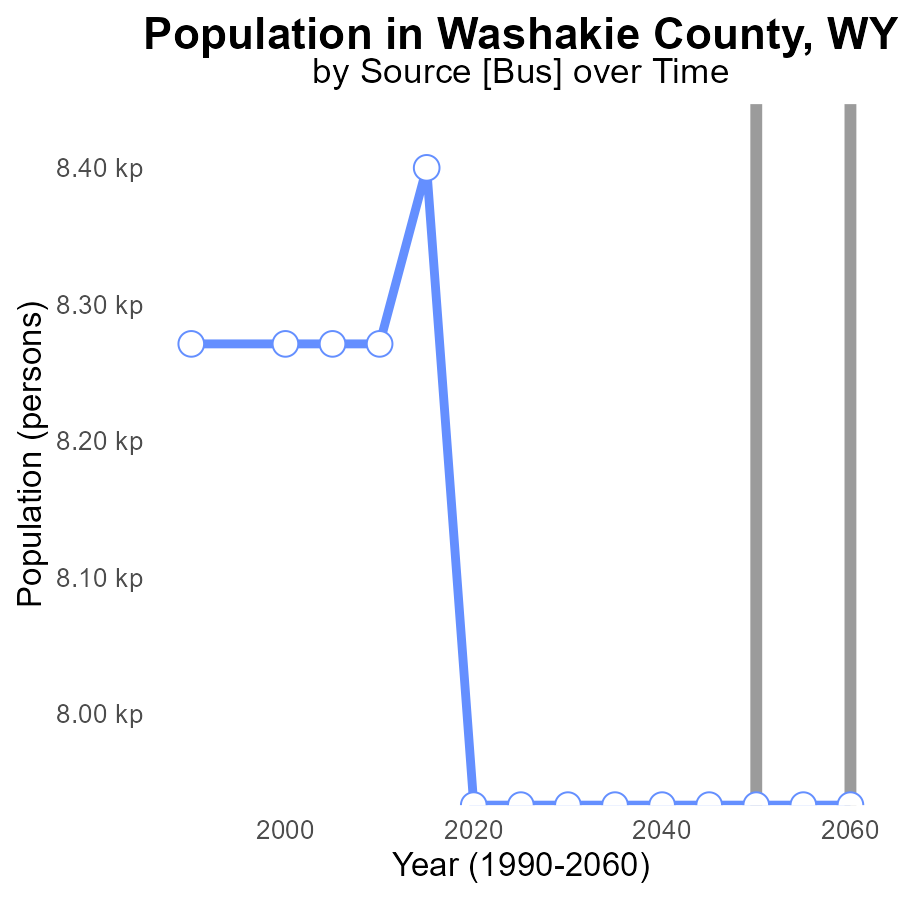 Population in Washakie County, WY
by Source [Bus] over Time
Population (persons)
8.40 kp
8.30 kp
8.20 kp
8.10 kp
8.00 kp
2000
2020
2040
2060
Year (1990-2060)